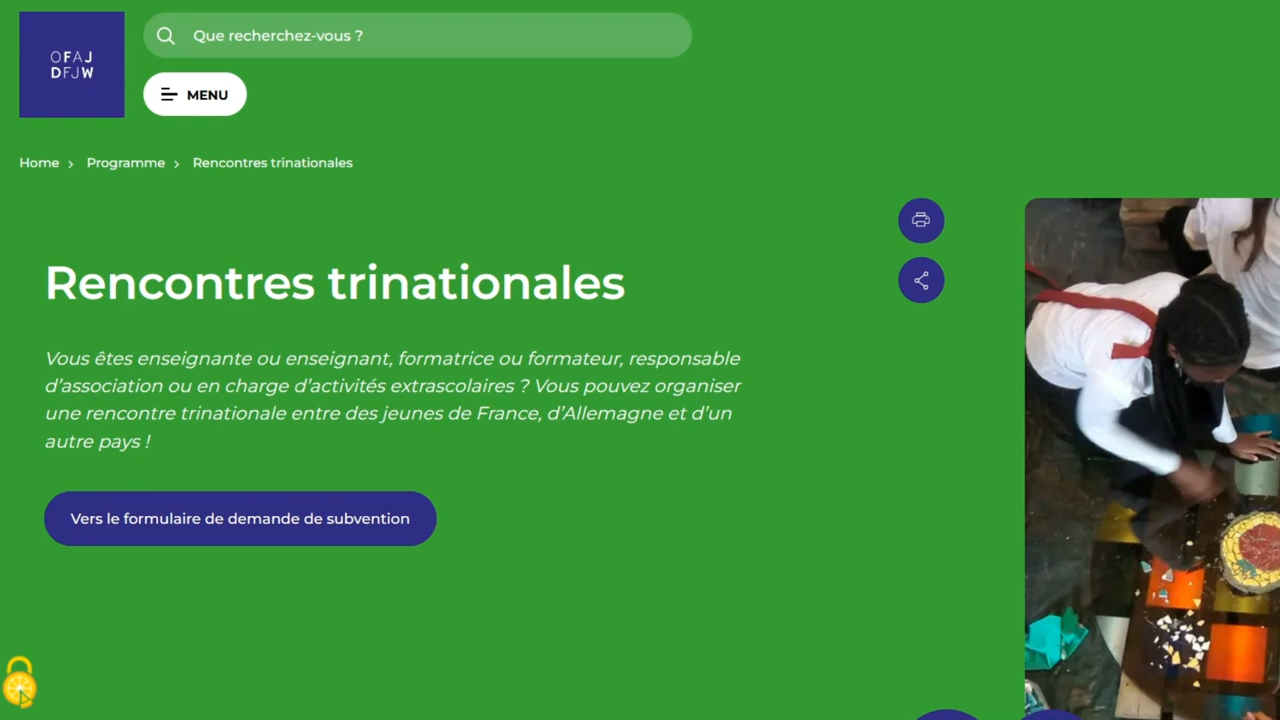 OFAJ
DFJW
Que recherchez-vous ?
MENU
Home
Programme
Rencontres trinationales
Rencontres trinationales
Vous êtes enseignante ou enseignant, formatrice ou formateur, responsable
d'association ou en charge d'activités extrascolaires ? Vous pouvez organiser
une rencontre trinationale entre des jeunes de France, d'Allemagne et d'un
autre pays !
Vers le formulaire de demande de subvention